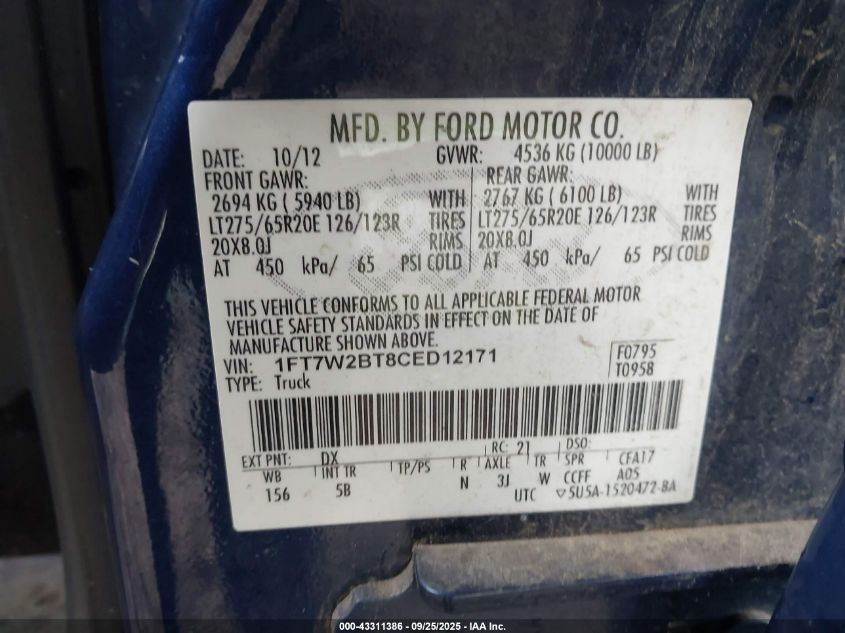 MFD. BY FORD MOTOR CO.
DATE: 10/12 GVWR: 4536 KG (10000 LB)
FRONT GAWR: REAR GAWR:
2694 KG ( 5940 LB) WITH 2767 KG ( 6100 LB) WITH
LT275/65R20E 126/123R TIRES LT275/65R20E 126/123R TIRES
20X8.0J RIMS 20X8.0J RIMS
AT 450 kPa/ 65 PSI COLD AT 450 kPa/ 65 PSI COLD
THIS VEHICLE CONFORMS TO ALL APPLICABLE FEDERAL MOTOR
VEHICLE SAFETY STANDARDS IN EFFECT ON THE DATE OF
MANUFACTURE SHOWN ABOVE.
VIN: 1FT7W2BT8CED12171 F0795
TYPE: Truck T0958
EXT PNT: DX RC: 21 DSO:
WB INT TR TP/PS R AXLE TR SPR CFA17
156 5B N 3J W CCFF A05
UTC ▽5U5A-1520472-BA
000-43311386 - 09/25/2025 - IAA Inc.